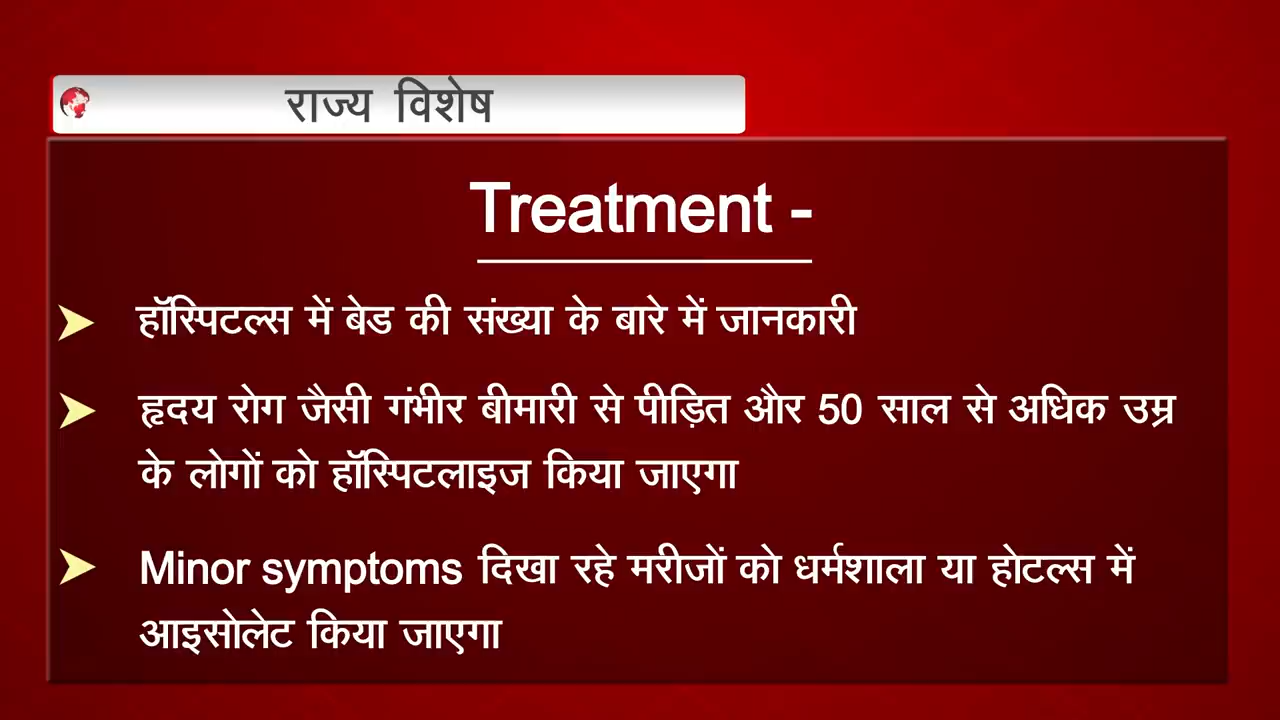 राज्य विशेष
Treatment -
हॉस्पिटल्स में बेड की संख्या के बारे में जानकारी
हृदय रोग जैसी गंभीर बीमारी से पीड़ित और 50 साल से अधिक उम्र
के लोगों को हॉस्पिटलाइज किया जाएगा
Minor symptoms दिखा रहे मरीजों को धर्मशाला या होटल्स में
आइसोलेट किया जाएगा